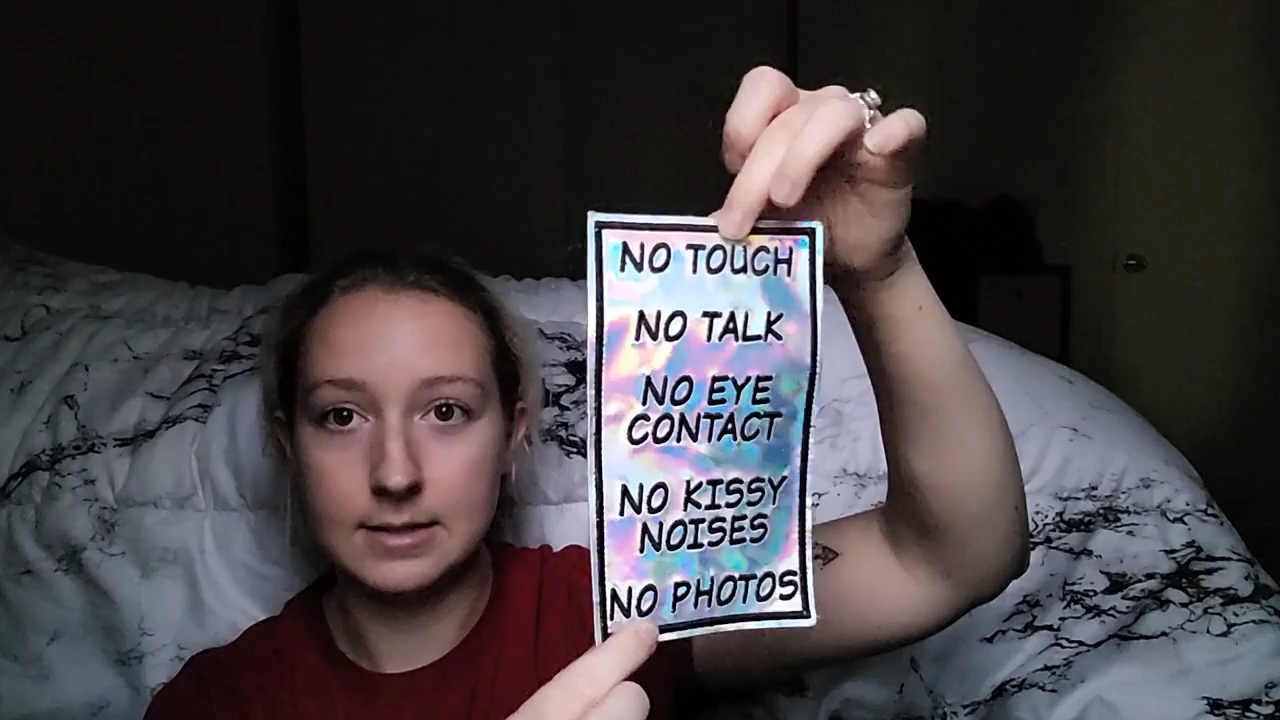 NO TOUCH
NO TALK
NO EYE
CONTACT
NO KISSY
NOISES
NO PHOTOS